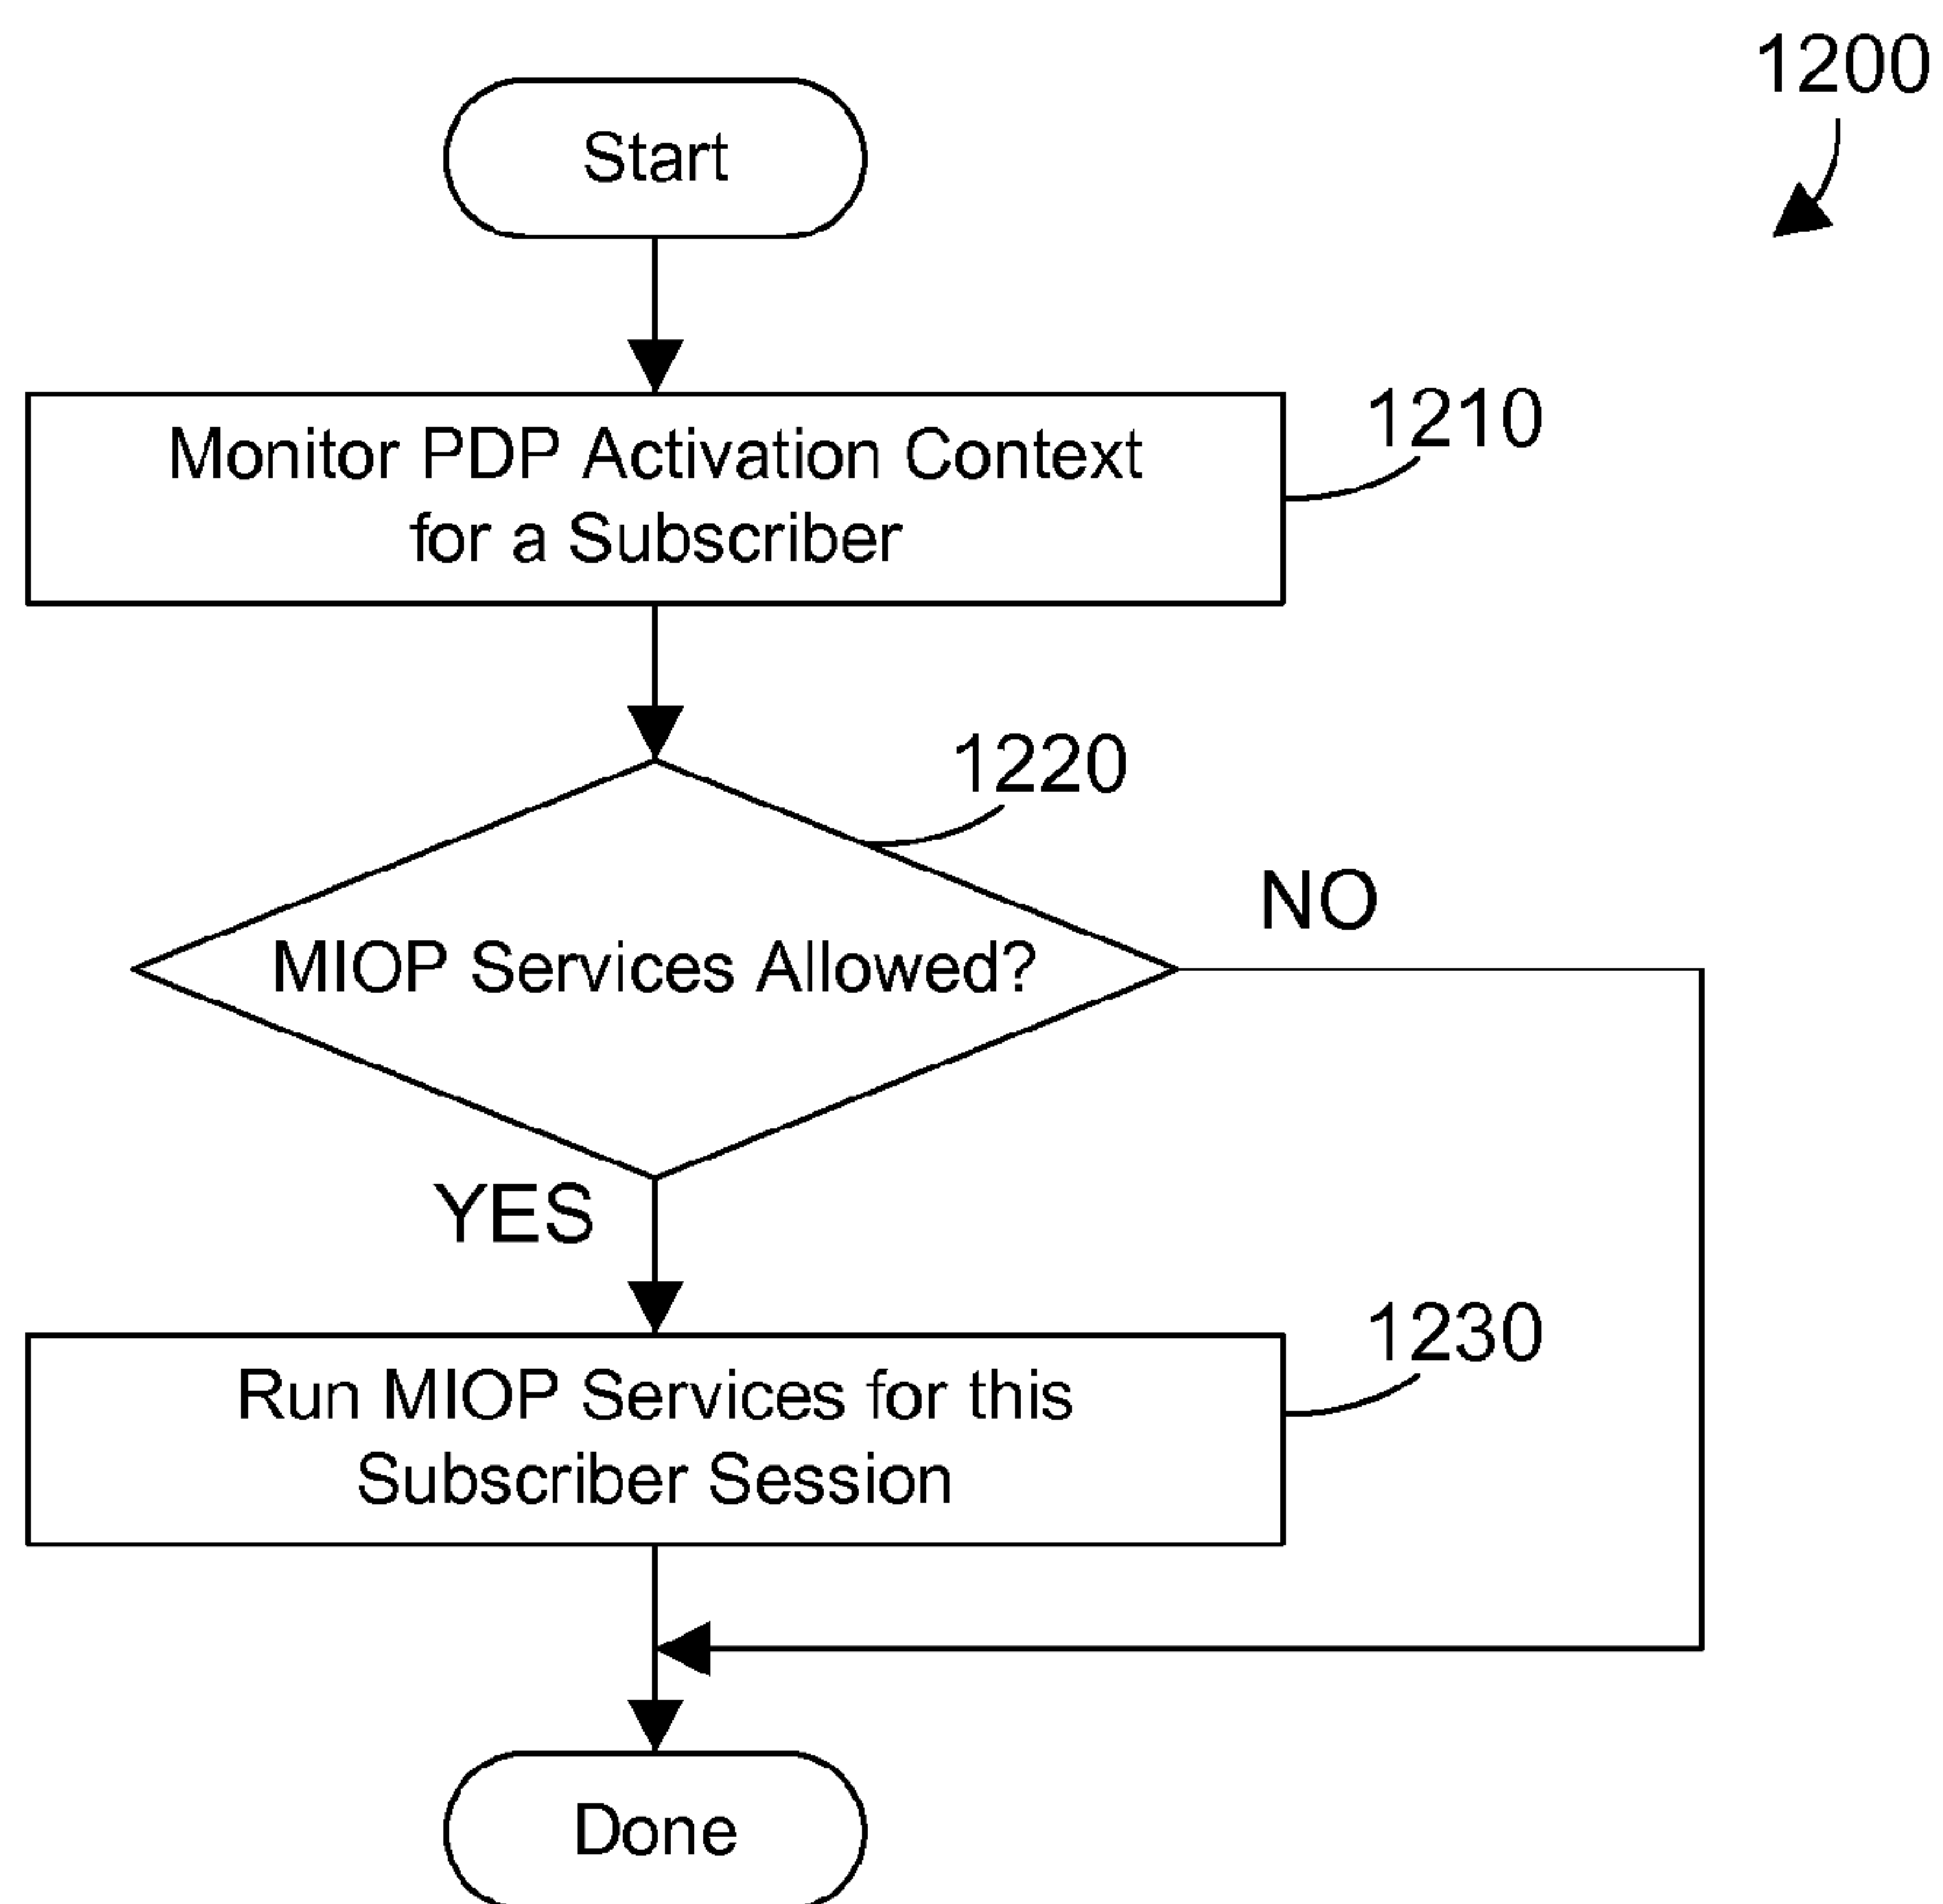 1200
Start
Monitor PDP Activation Context
for a Subscriber
1210
1220
MIOP Services Allowed?
NO
YES
Run MIOP Services for this
Subscriber Session
1230
Done